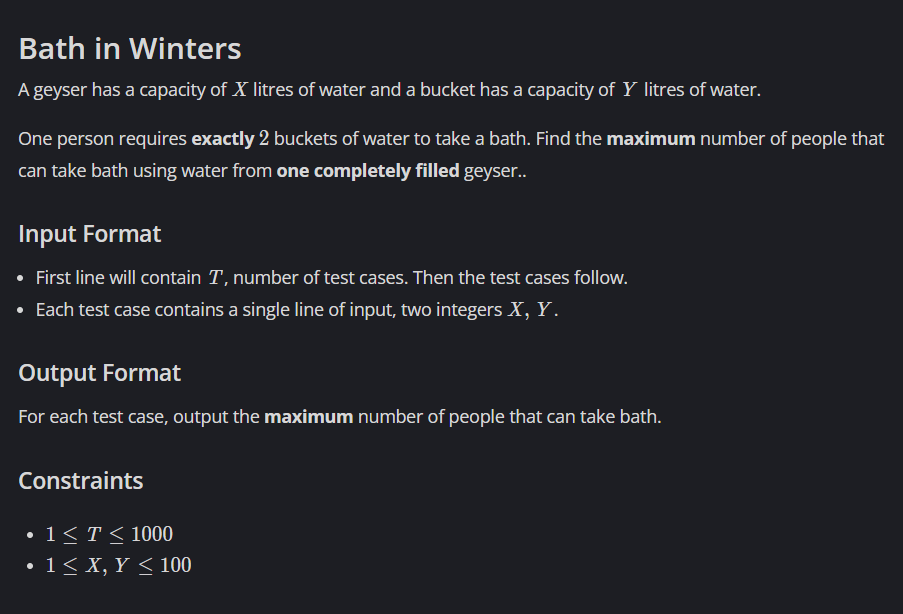 Bath in Winters
A geyser has a capacity of X litres of water and a bucket has a capacity of Y litres of water.
One person requires exactly 2 buckets of water to take a bath. Find the maximum number of people that
can take bath using water from one completely filled geyser..
Input Format
• First line will contain T, number of test cases. Then the test cases follow.
• Each test case contains a single line of input, two integers X, Y.
Output Format
For each test case, output the maximum number of people that can take bath.
Constraints
• 1 ≤ T ≤ 1000
• 1 ≤ X, Y ≤ 100